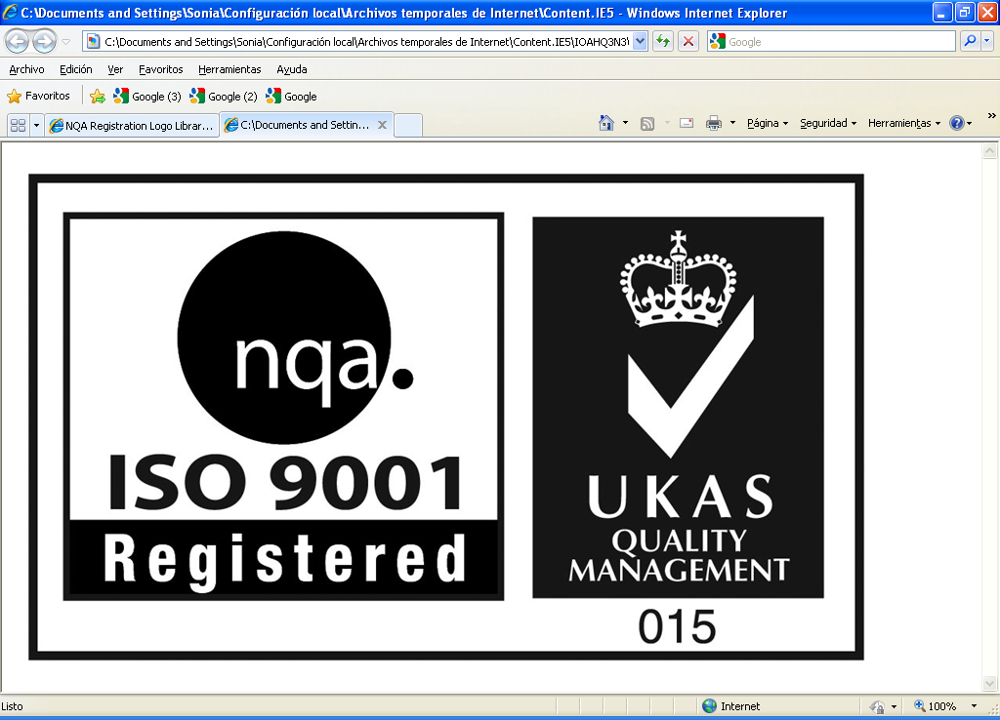 C:\Documents and Settings\Sonia\Configuración local\Archivos temporales de Internet\Content.IE5 - Windows Internet Explorer
C:\Documents and Settings\Sonia\Configuración local\Archivos temporales de Internet\Content.IE5\IOAHQ3N3\
Google
Archivo Edición Ver Favoritos Herramientas Ayuda
Favoritos Google (3) Google (2) Google
NQA Registration Logo Librar... C:\Documents and Settin... Página Seguridad Herramientas »
nqa.
ISO 9001
Registered
UKAS
QUALITY
MANAGEMENT
015
Listo Internet 100%